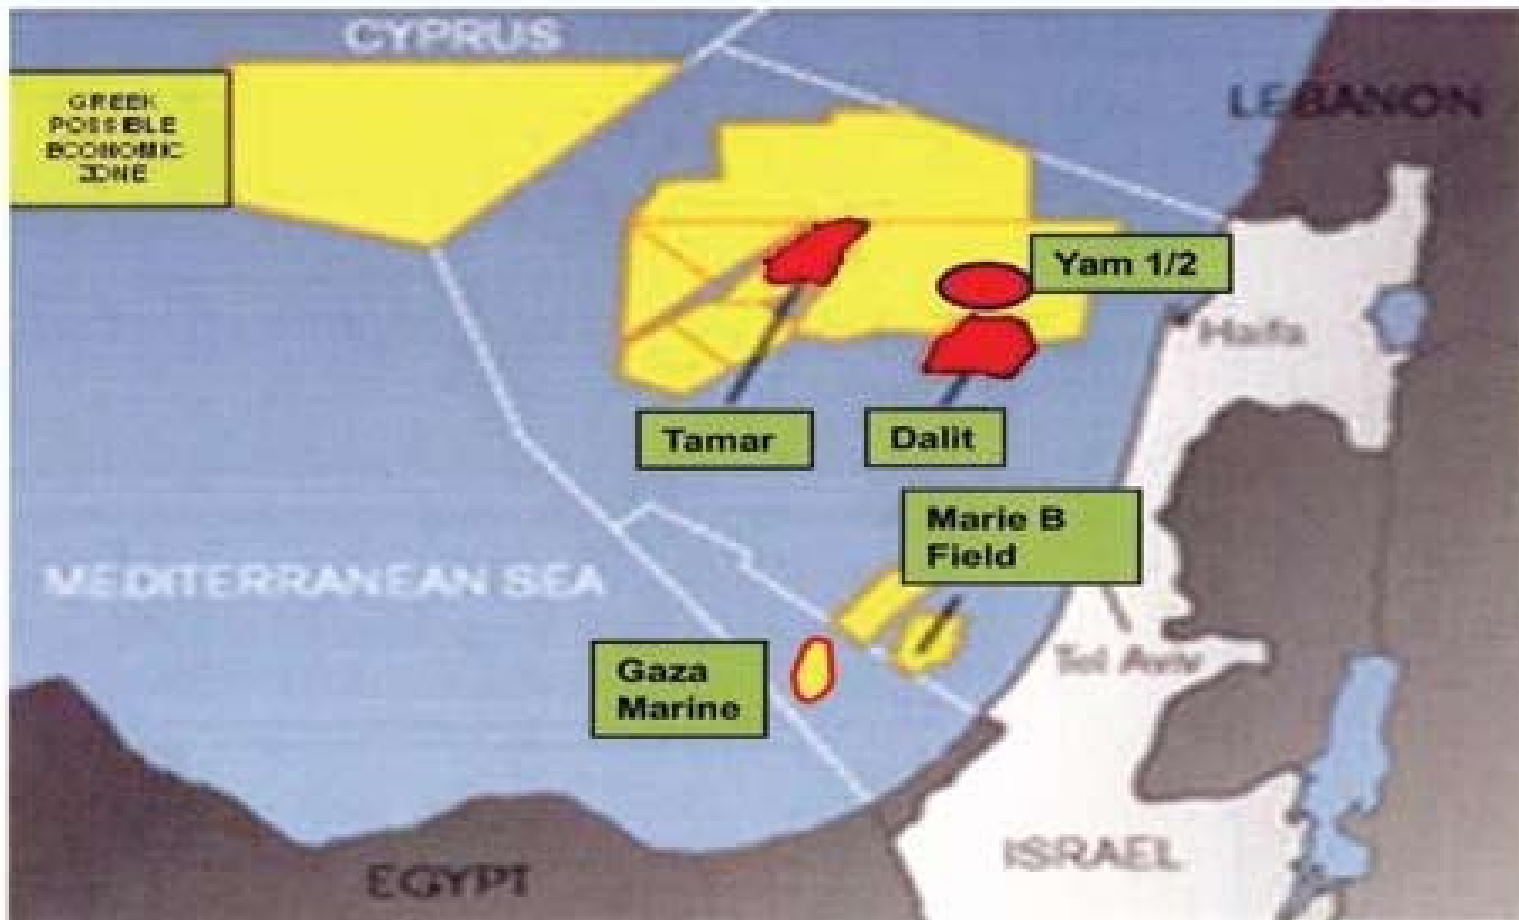 CYPRUS
GREEK
POSSIBLE
ECONOMIC
ZONE
LEBANON
Yam 1/2
Haifa
Tamar
Dalit
Marie B
Field
MEDITERRANEAN SEA
Gaza
Marine
Tel Aviv
ISRAEL
EGYPT